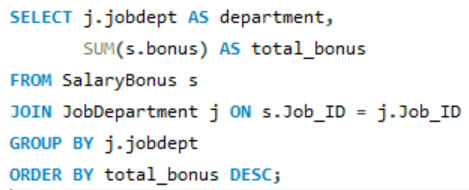 SELECT j.jobdept AS department,
SUM(s.bonus) AS total_bonus
FROM SalaryBonus s
JOIN JobDepartment j ON s.Job_ID = j.Job_ID
GROUP BY j.jobdept
ORDER BY total_bonus DESC;